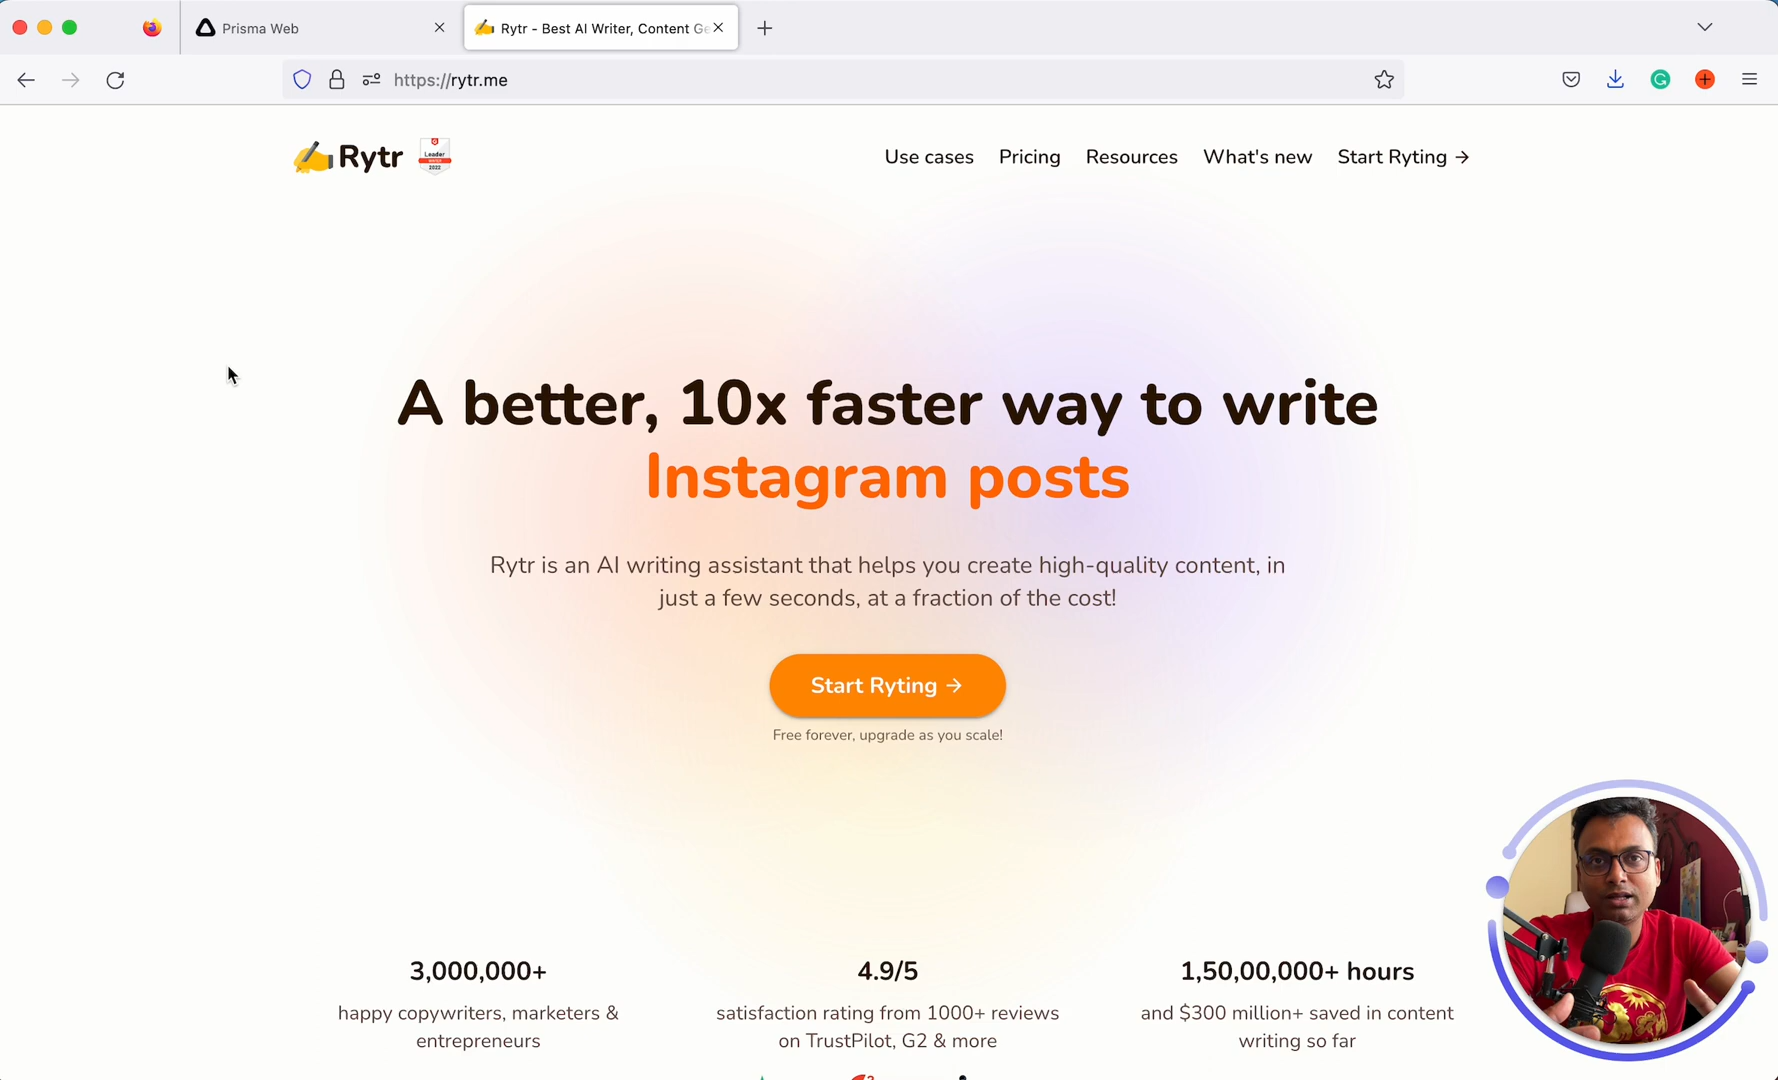 Prisma Web
Rytr - Best AI Writer, Content Ge
https://rytr.me
Rytr
Leader
2022
Use cases
Pricing
Resources
What's new
Start Ryting →
A better, 10x faster way to write
Instagram posts
Rytr is an AI writing assistant that helps you create high-quality content, in
just a few seconds, at a fraction of the cost!
Start Ryting →
Free forever, upgrade as you scale!
3,000,000+
happy copywriters, marketers &
entrepreneurs
4.9/5
satisfaction rating from 1000+ reviews
on TrustPilot, G2 & more
1,50,00,000+ hours
and $300 million+ saved in content
writing so far